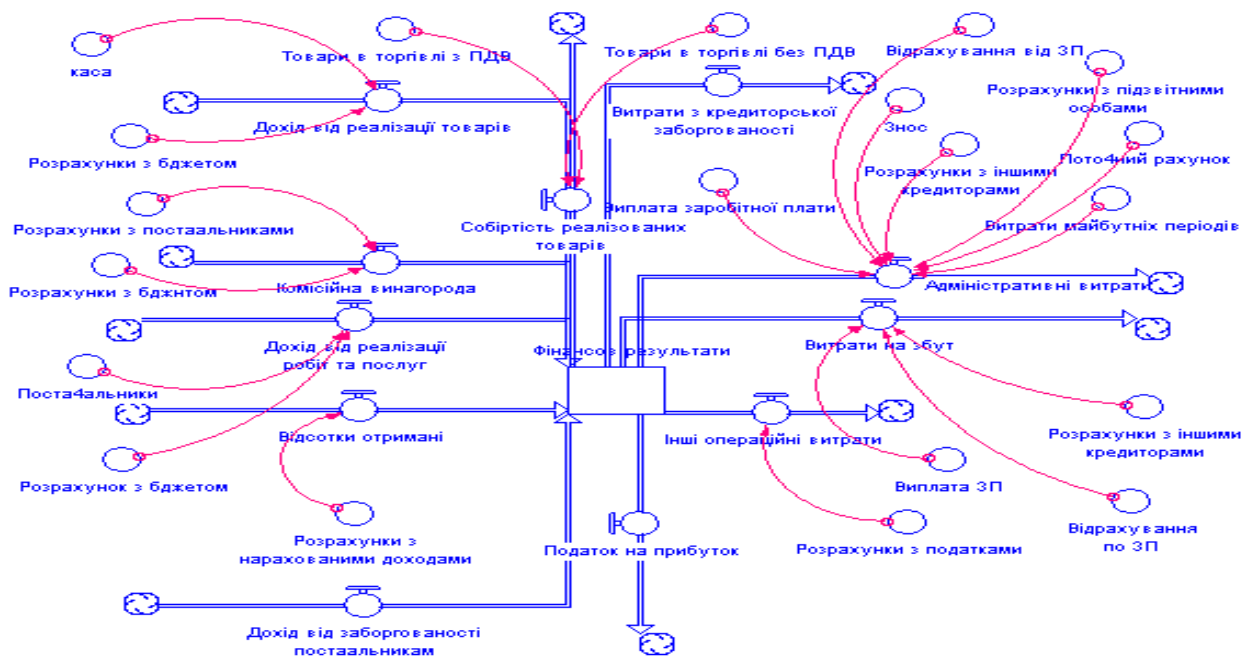 каса
Товари в торгівлі з ПДВ
Товари в торгівлі без ПДВ
Відрахування від ЗП
Розрахунки з підзвітними
особами
Дохід від реалізації товарів
Витрати з кредиторської
заборгованості
Знос
Розрахунки з бджетом
Розрахунки з іншими
кредиторами
Пото4ний рахунок
Виплата заробітної плати
Розрахунки з постаальниками
Собіртість реалізованих
товарів
Витрати майбутніх періодів
Розрахунки з бджнтом
Комісійна винагорода
Адміністративні витрати
Дохід від реалізації
робіт та послуг
Фінансов результати
Витрати на збут
Поста4альники
Відсотки отримані
Інші операційні витрати
Розрахунки з іншими
кредиторами
Розрахунок з бджетом
Виплата ЗП
Відрахування
по ЗП
Розрахунки з
нарахованими доходами
Податок на прибуток
Розрахунки з податками
Дохід від заборгованості
постаальникам